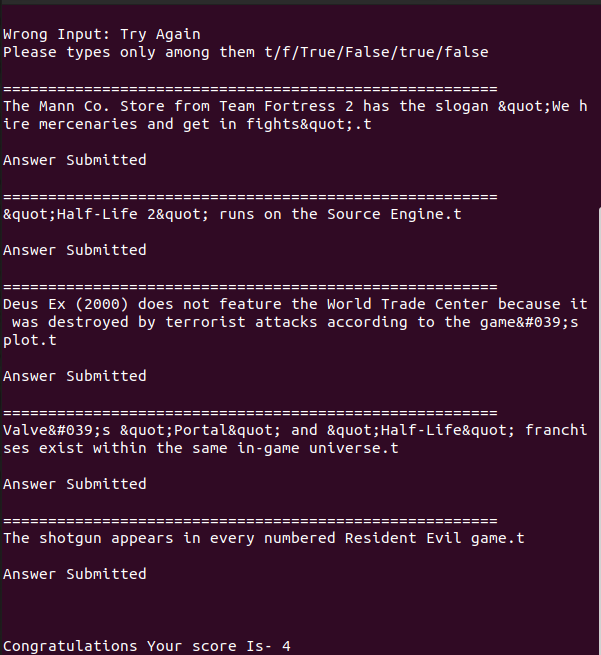 Wrong Input: Try Again
Please types only among them t/f/True/False/true/false
=======================================================
The Mann Co. Store from Team Fortress 2 has the slogan &quot;We h
ire mercenaries and get in fights&quot;.t
Answer Submitted
=======================================================
&quot;Half-Life 2&quot; runs on the Source Engine.t
Answer Submitted
=======================================================
Deus Ex (2000) does not feature the World Trade Center because it
 was destroyed by terrorist attacks according to the game&#039;s
plot.t
Answer Submitted
=======================================================
Valve&#039;s &quot;Portal&quot; and &quot;Half-Life&quot; franchi
ses exist within the same in-game universe.t
Answer Submitted
=======================================================
The shotgun appears in every numbered Resident Evil game.t
Answer Submitted
Congratulations Your score Is- 4